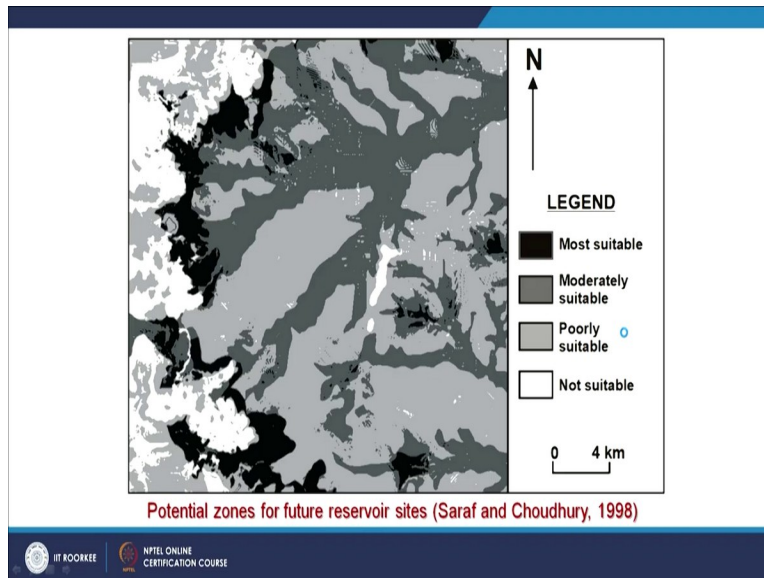 N
LEGEND
Most suitable
Moderately
suitable
Poorly
suitable
Not suitable
0 4 km
Potential zones for future reservoir sites (Saraf and Choudhury, 1998)
IIT ROORKEE
NPTEL
NPTEL ONLINE
CERTIFICATION COURSE